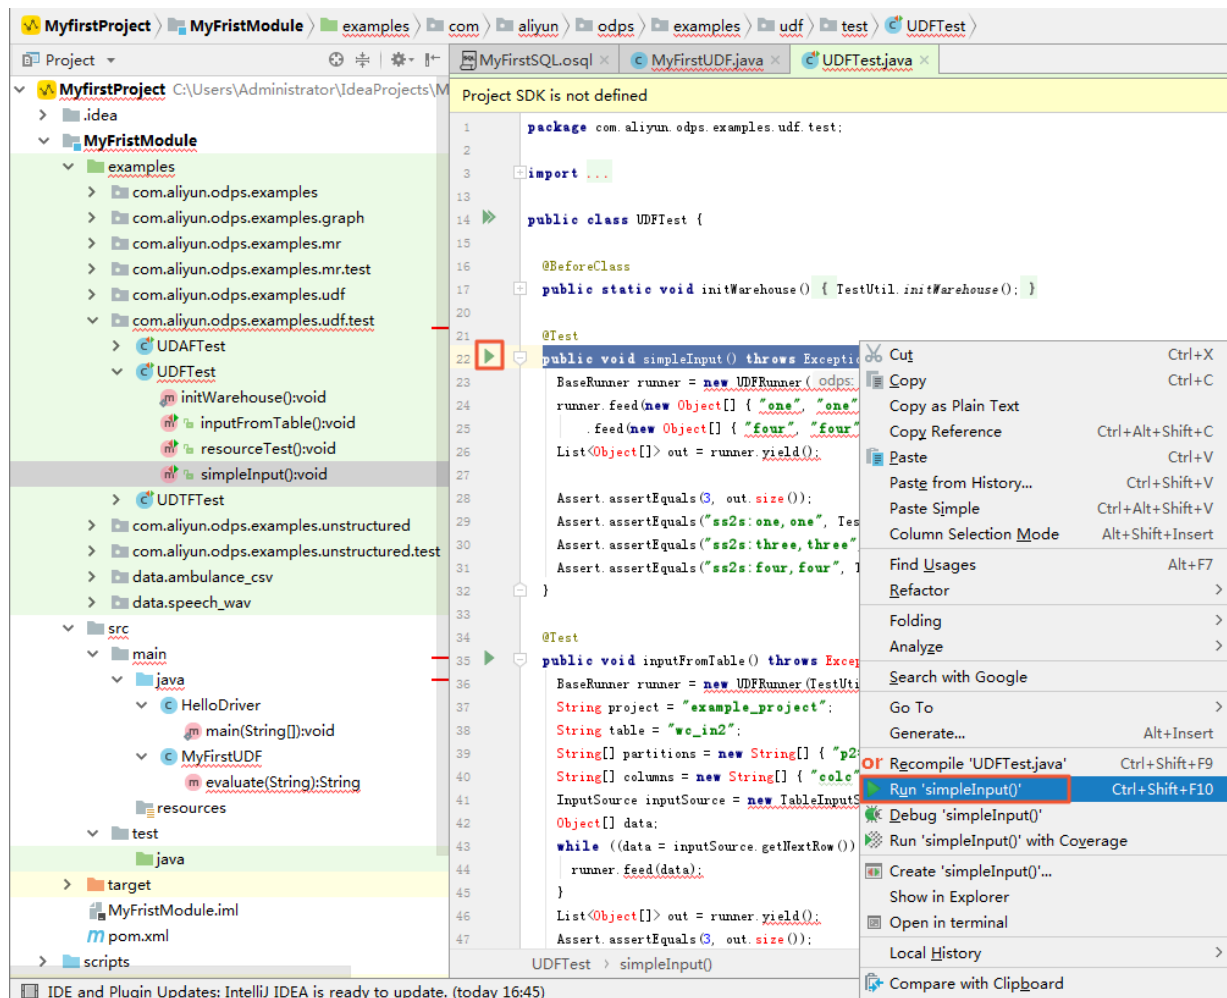 MyfirstProject MyFristModule examples com aliyun odps examples udf test UDFTest
Project
MyFirstSQL.osql MyFirstUDF.java UDFTest.java
MyfirstProject C:\Users\Administrator\IdeaProjects\M
.idea
MyFristModule
examples
com.aliyun.odps.examples
com.aliyun.odps.examples.graph
com.aliyun.odps.examples.mr
com.aliyun.odps.examples.mr.test
com.aliyun.odps.examples.udf
com.aliyun.odps.examples.udf.test
UDAFTest
UDFTest
initWarehouse():void
inputFromTable():void
resourceTest():void
simpleInput():void
UDTFTest
com.aliyun.odps.examples.unstructured
com.aliyun.odps.examples.unstructured.test
data.ambulance_csv
data.speech_wav
src
main
java
HelloDriver
main(String[]):void
MyFirstUDF
evaluate(String):String
resources
test
java
target
MyFristModule.iml
pom.xml
scripts
Project SDK is not defined
1 package com.aliyun.odps.examples.udf.test;
2
3 import ...
13
14 public class UDFTest {
15
16 @BeforeClass
17 public static void initWarehouse() { TestUtil.initWarehouse(); }
20
21 @Test
22 public void simpleInput() throws Exceptio
23 BaseRunner runner = new UDFRunner( odps:
24 runner.feed(new Object[] { "one", "one"
25 .feed(new Object[] { "four", "four"
26 List<Object[]> out = runner.yield();
27
28 Assert.assertEquals(3, out.size());
29 Assert.assertEquals("ss2s:one,one", Tes
30 Assert.assertEquals("ss2s:three,three",
31 Assert.assertEquals("ss2s:four,four", T
32 }
33
34 @Test
35 public void inputFromTable() throws Excep
36 BaseRunner runner = new UDFRunner(TestUti
37 String project = "example_project";
38 String table = "wc_in2";
39 String[] partitions = new String[] { "p2
40 String[] columns = new String[] { "colc"
41 InputSource inputSource = new TableInputS
42 Object[] data;
43 while ((data = inputSource.getNextRow())
44 runner.feed(data);
45 }
46 List<Object[]> out = runner.yield();
47 Assert.assertEquals(3, out.size());
UDFTest > simpleInput()
Cut Ctrl+X
Copy Ctrl+C
Copy as Plain Text
Copy Reference Ctrl+Alt+Shift+C
Paste Ctrl+V
Paste from History... Ctrl+Shift+V
Paste Simple Ctrl+Alt+Shift+V
Column Selection Mode Alt+Shift+Insert
Find Usages Alt+F7
Refactor
Folding
Analyze
Search with Google
Go To
Generate... Alt+Insert
Recompile 'UDFTest.java' Ctrl+Shift+F9
Run 'simpleInput()' Ctrl+Shift+F10
Debug 'simpleInput()'
Run 'simpleInput()' with Coverage
Create 'simpleInput()'...
Show in Explorer
Open in terminal
Local History
Compare with Clipboard
IDE and Plugin Updates: IntelliJ IDEA is ready to update. (today 16:45)